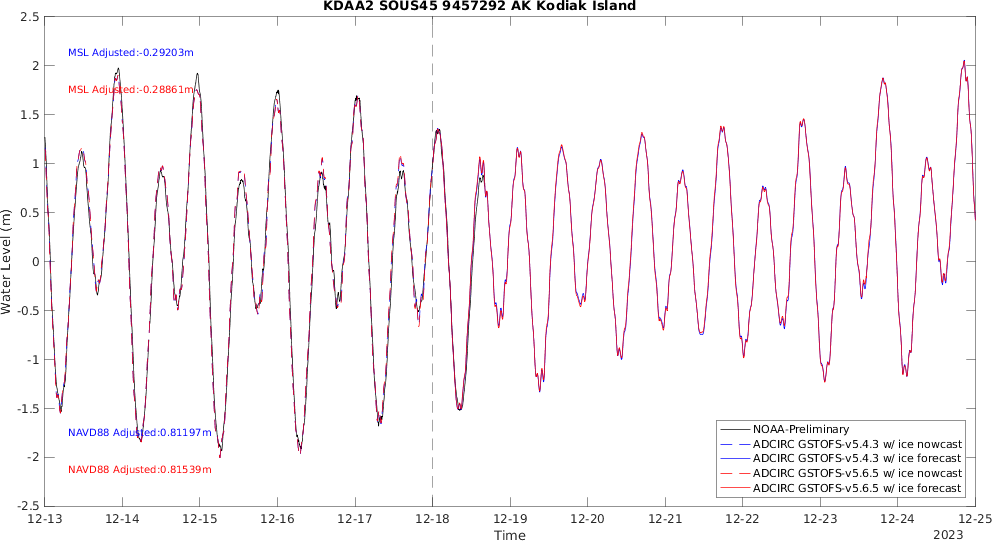 KDAA2 SOUS45 9457292 AK Kodiak Island
2.5
2
1.5
1
0.5
0
-0.5
-1
-1.5
-2
-2.5
Water Level (m)
MSL Adjusted:-0.29203m
MSL Adjusted:-0.28861m
NAVD88 Adjusted:0.81197m
NAVD88 Adjusted:0.81539m
NOAA-Preliminary
ADCIRC GSTOFS-v5.4.3 w/ ice nowcast
ADCIRC GSTOFS-v5.4.3 w/ ice forecast
ADCIRC GSTOFS-v5.6.5 w/ ice nowcast
ADCIRC GSTOFS-v5.6.5 w/ ice forecast
12-13 12-14 12-15 12-16 12-17 12-18 12-19 12-20 12-21 12-22 12-23 12-24 12-25
Time
2023